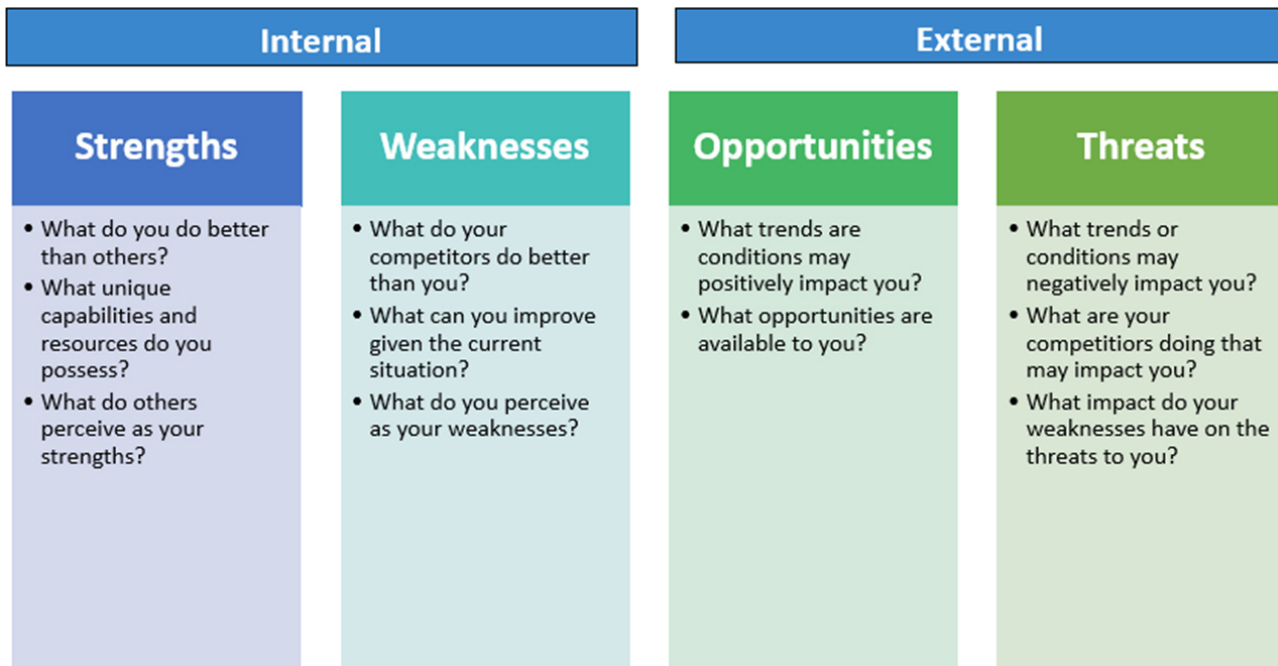 Internal
External
Strengths
• What do you do better
than others?
• What unique
capabilities and
resources do you
possess?
• What do others
perceive as your
strengths?
Weaknesses
• What do your
competitors do better
than you?
• What can you improve
given the current
situation?
• What do you perceive
as your weaknesses?
Opportunities
• What trends are
conditions may
positively impact you?
• What opportunities are
available to you?
Threats
• What trends or
conditions may
negatively impact you?
• What are your
competitiors doing that
may impact you?
• What impact do your
weaknesses have on the
threats to you?